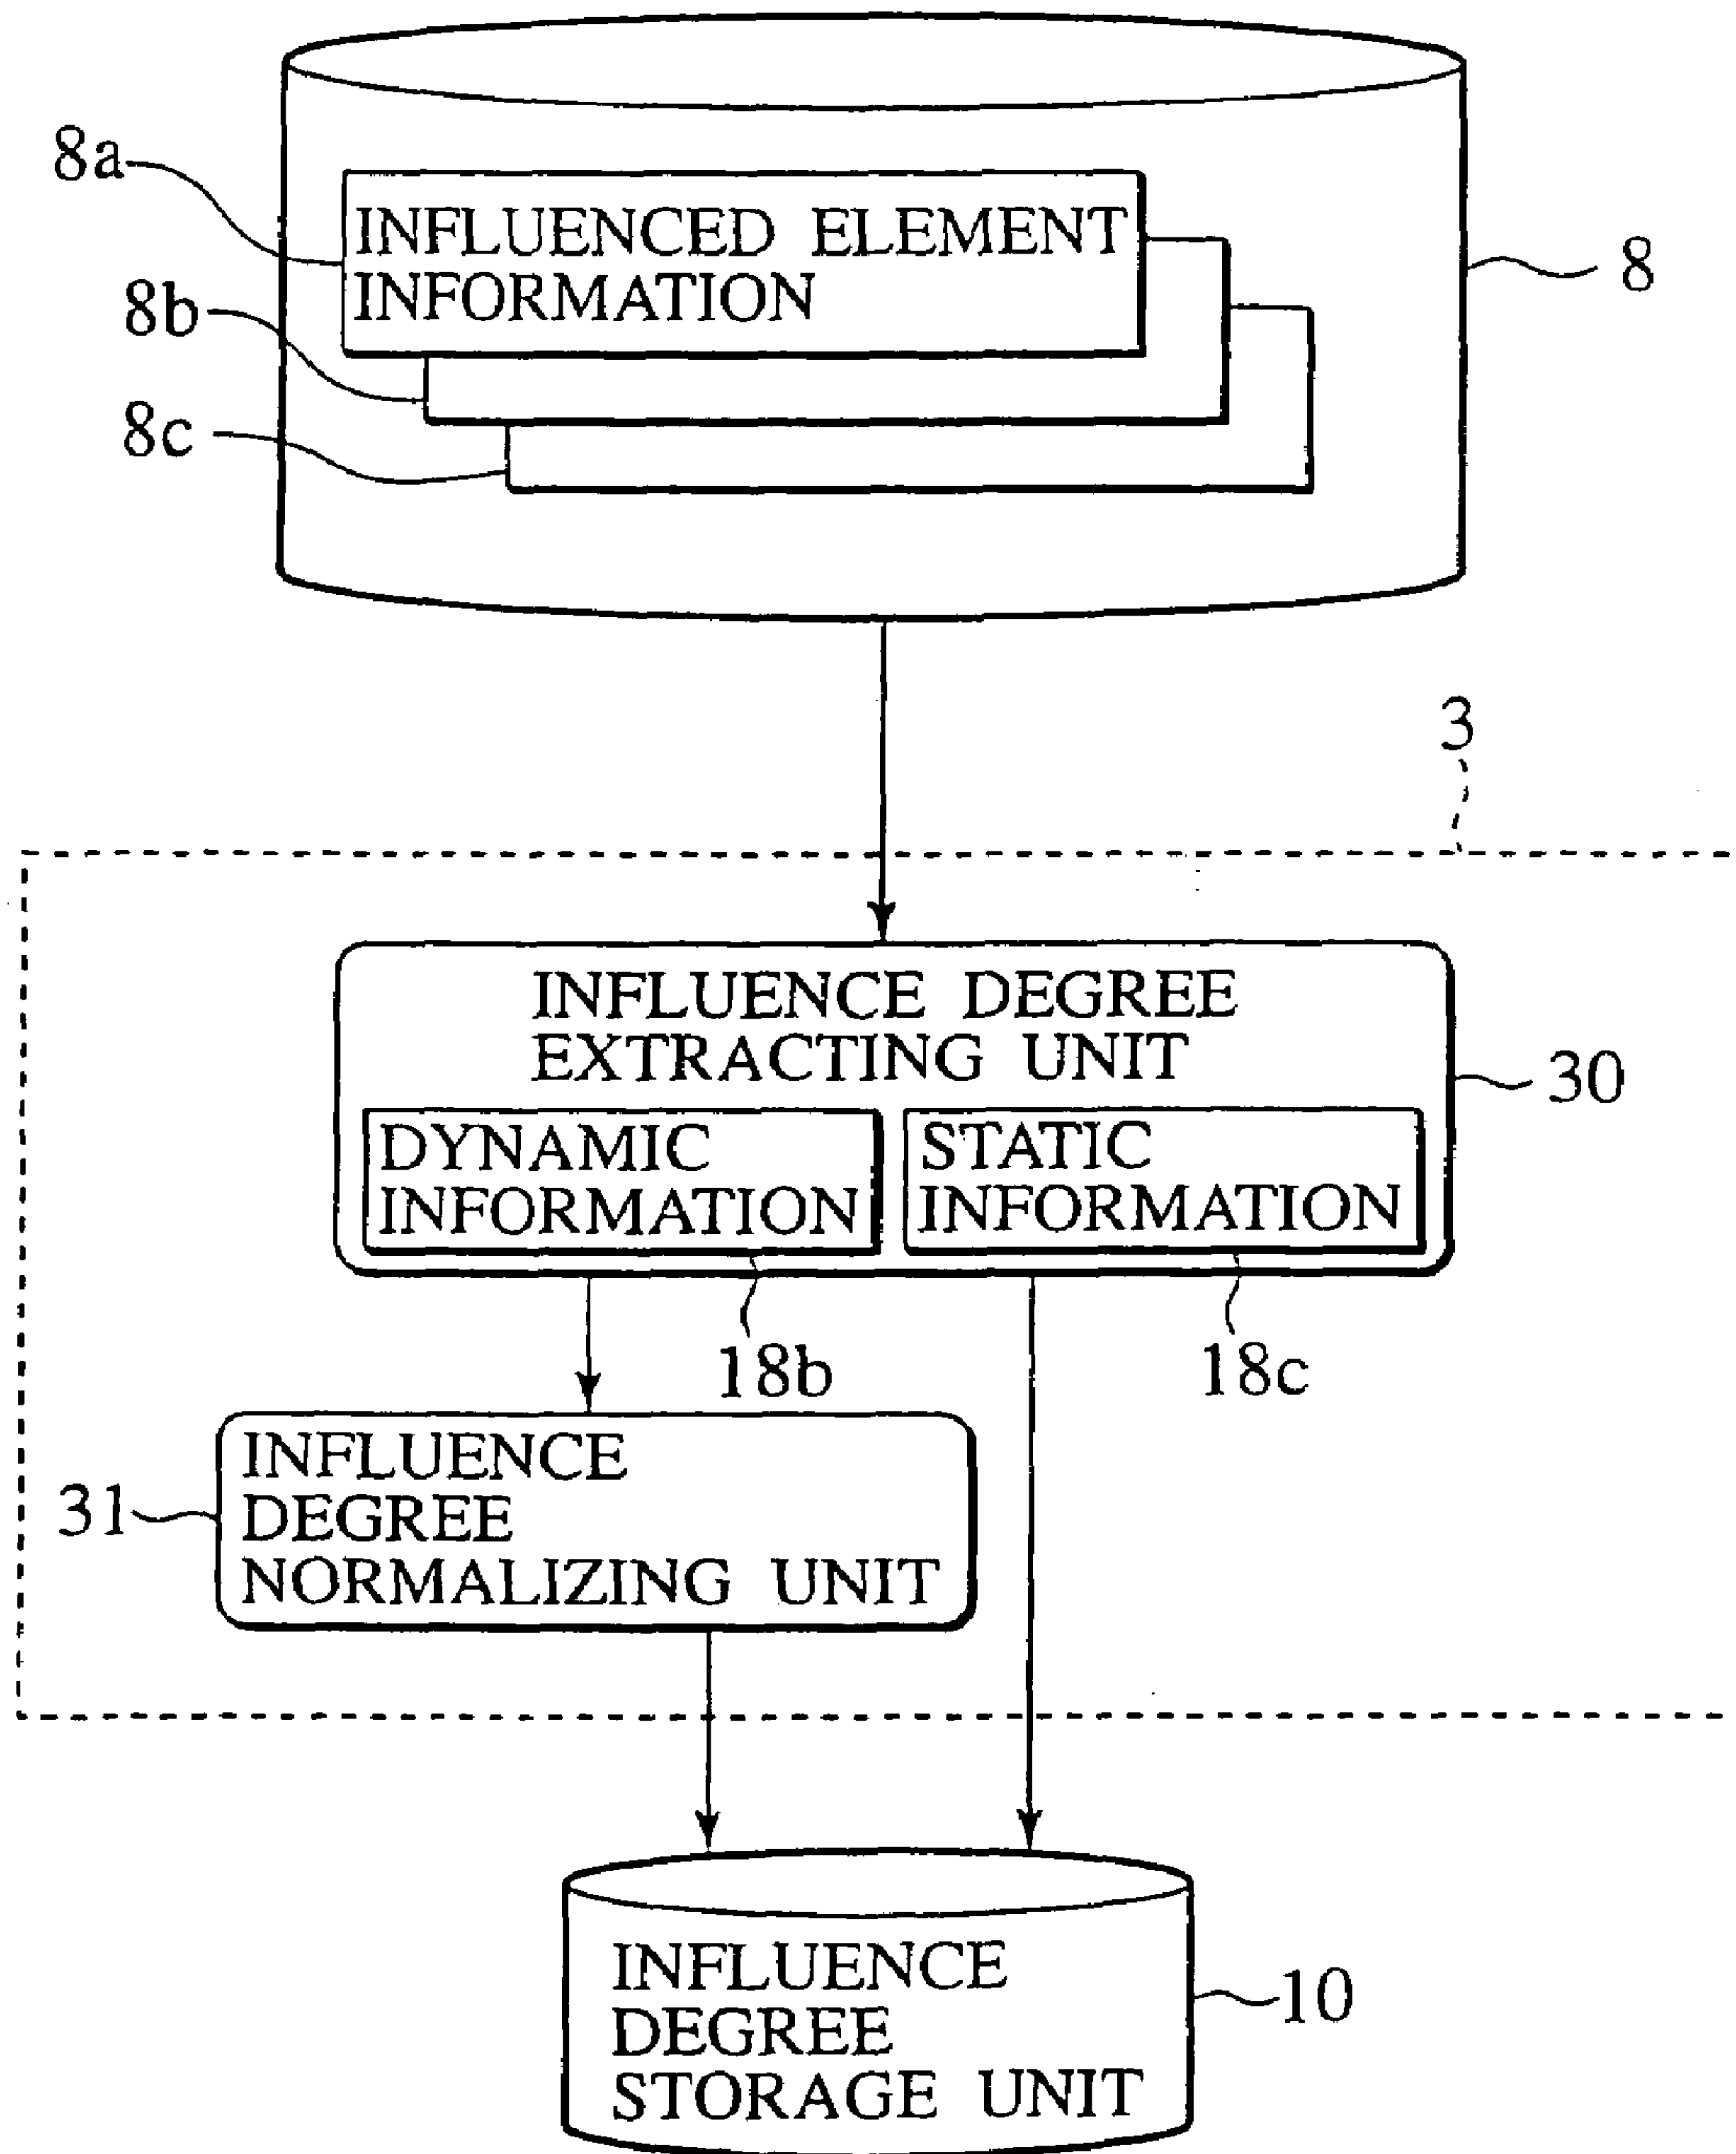 8a
INFLUENCED ELEMENT
INFORMATION
8
8b
8c
3
INFLUENCE DEGREE
EXTRACTING UNIT
30
DYNAMIC
INFORMATION
STATIC
INFORMATION
18b
18c
INFLUENCE
DEGREE
NORMALIZING UNIT
31
INFLUENCE
DEGREE
STORAGE UNIT
10